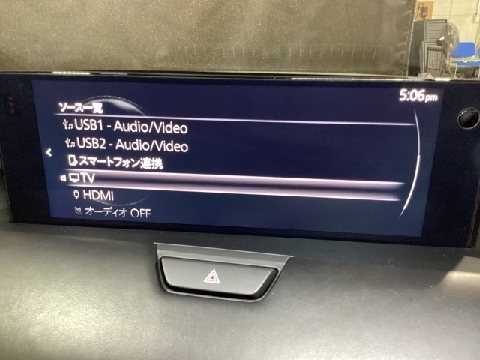 5:06pm
ソース一覧
USB1 - Audio/Video
USB2 - Audio/Video
スマートフォン連携
TV
HDMI
オーディオ OFF